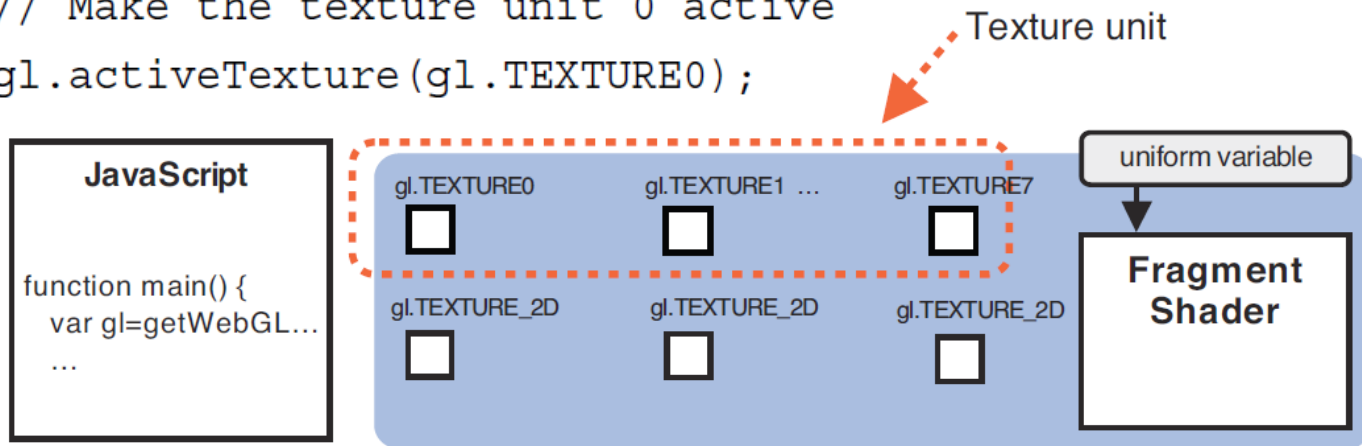 // Make the texture unit 0 active
gl.activeTexture(gl.TEXTURE0);
Texture unit
JavaScript
function main() {
var gl=getWebGL...
...
gl.TEXTURE0
gl.TEXTURE1 ...
gl.TEXTURE7
gl.TEXTURE_2D
gl.TEXTURE_2D
gl.TEXTURE_2D
uniform variable
Fragment
Shader